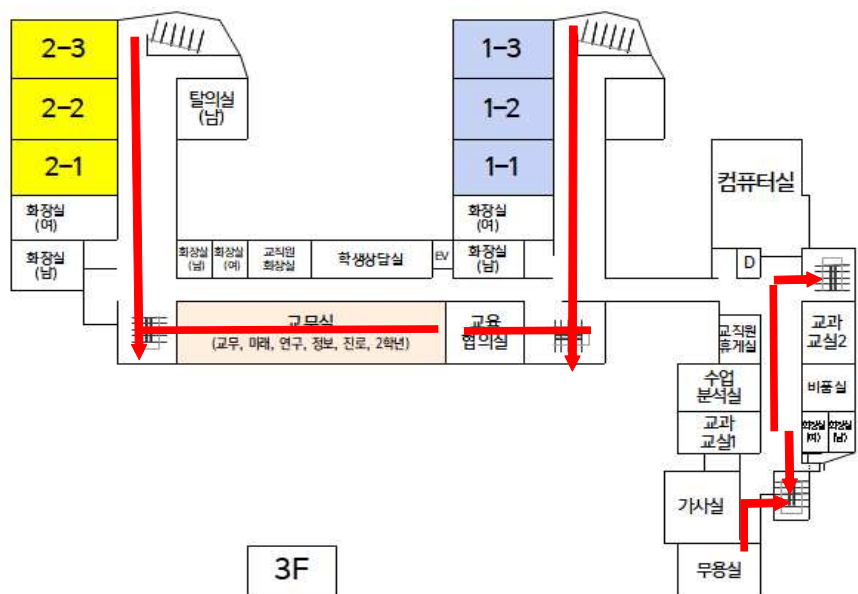 2-3
2-2
2-1
화장실
(여)
화장실
(남)
탈의실
(남)
화장실
(남)
화장실
(여)
교직원
화장실
학생상담실
EV
1-3
1-2
1-1
화장실
(여)
화장실
(남)
교무실
(교무, 미래, 연구, 정보, 진로, 2학년)
교육
협의실
컴퓨터실
D
교직원
휴게실
수업
분석실
교과
교실1
교과
교실2
비품실
화장실
(여)
화장실
(남)
가사실
무용실
3F